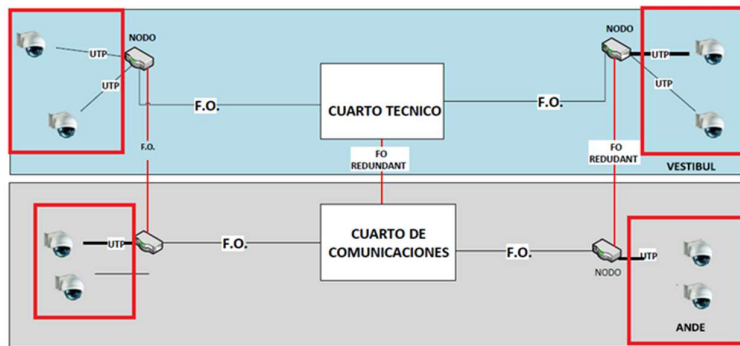 NODO
NODO
UTP
UTP
UTP
UTP
F.O.
CUARTO TECNICO
F.O.
F.O.
FO
REDUNDANT
FO
REDUDANT
VESTIBUL
UTP
F.O.
CUARTO DE
COMUNICACIONES
F.O.
NODO
UTP
ANDE